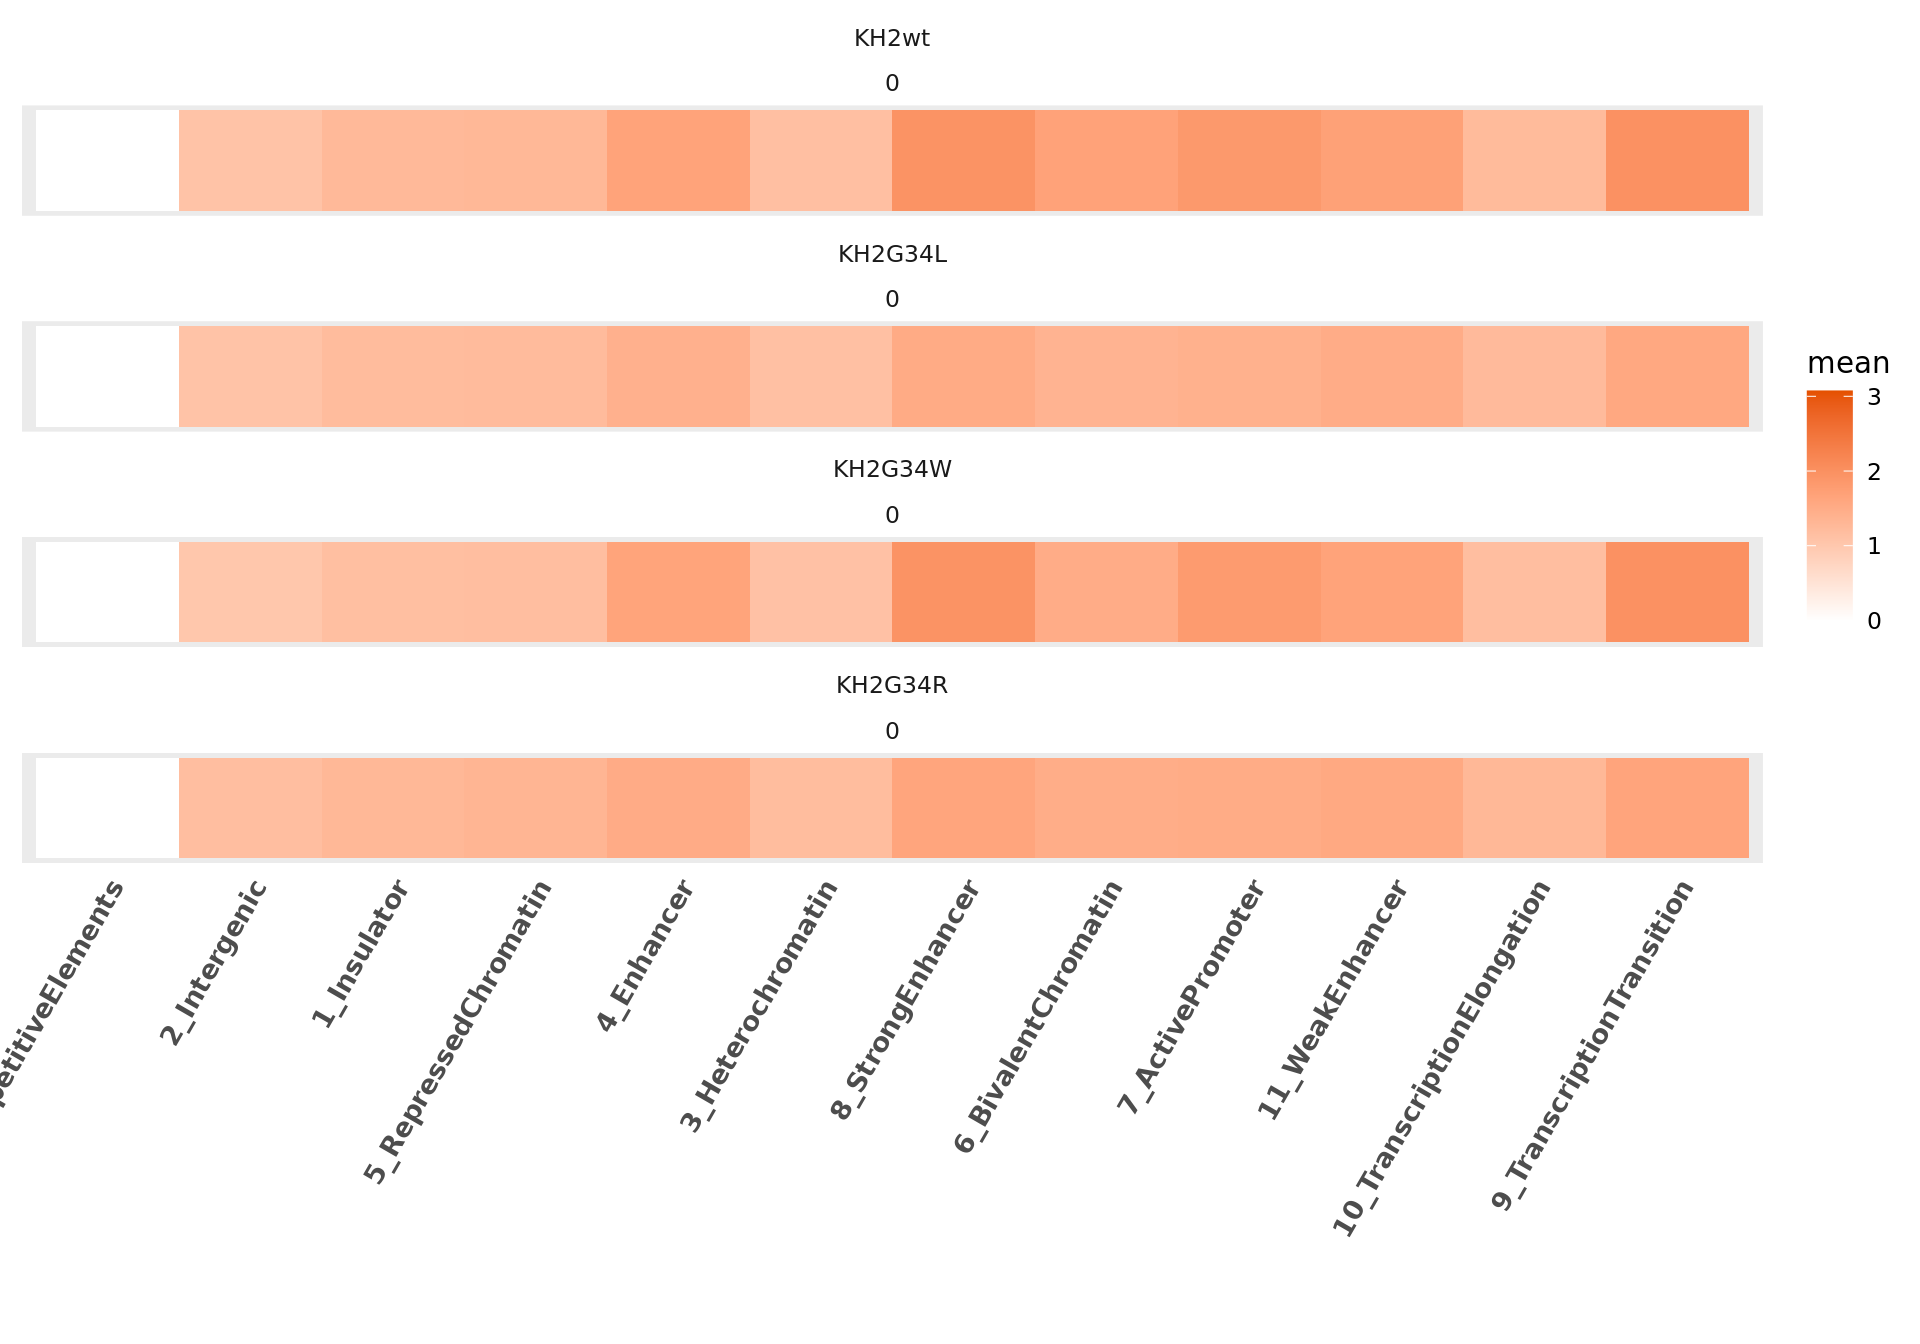 KH2wt
0
KH2G34L
0
KH2G34W
0
KH2G34R
0
mean
3
2
1
0
petitiveElements
2_Intergenic
1_Insulator
5_RepressedChromatin
4_Enhancer
3_Heterochromatin
8_StrongEnhancer
6_BivalentChromatin
7_ActivePromoter
11_WeakEnhancer
10_TranscriptionElongation
9_TranscriptionTransition